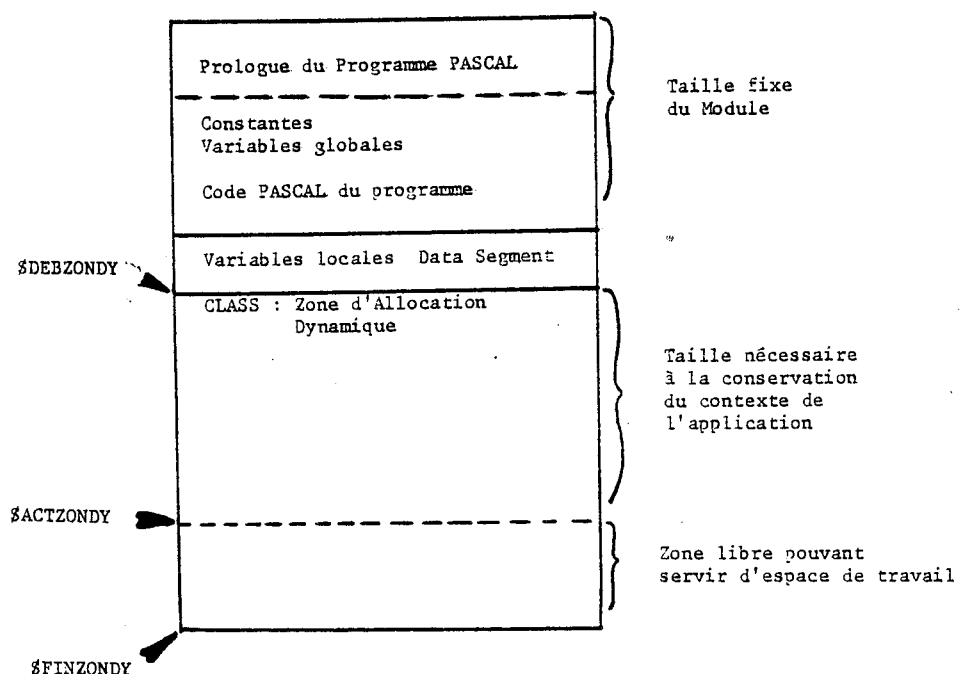 Prologue du Programme PASCAL
Taille fixe
du Module
Constantes
Variables globales
Code PASCAL du programme
Variables locales Data Segment
$DEBZONDY
CLASS : Zone d'Allocation
Dynamique
Taille nécessaire
à la conservation
du contexte de
l'application
$ACTZONDY
Zone libre pouvant
servir d'espace de travail
$FINZONDY